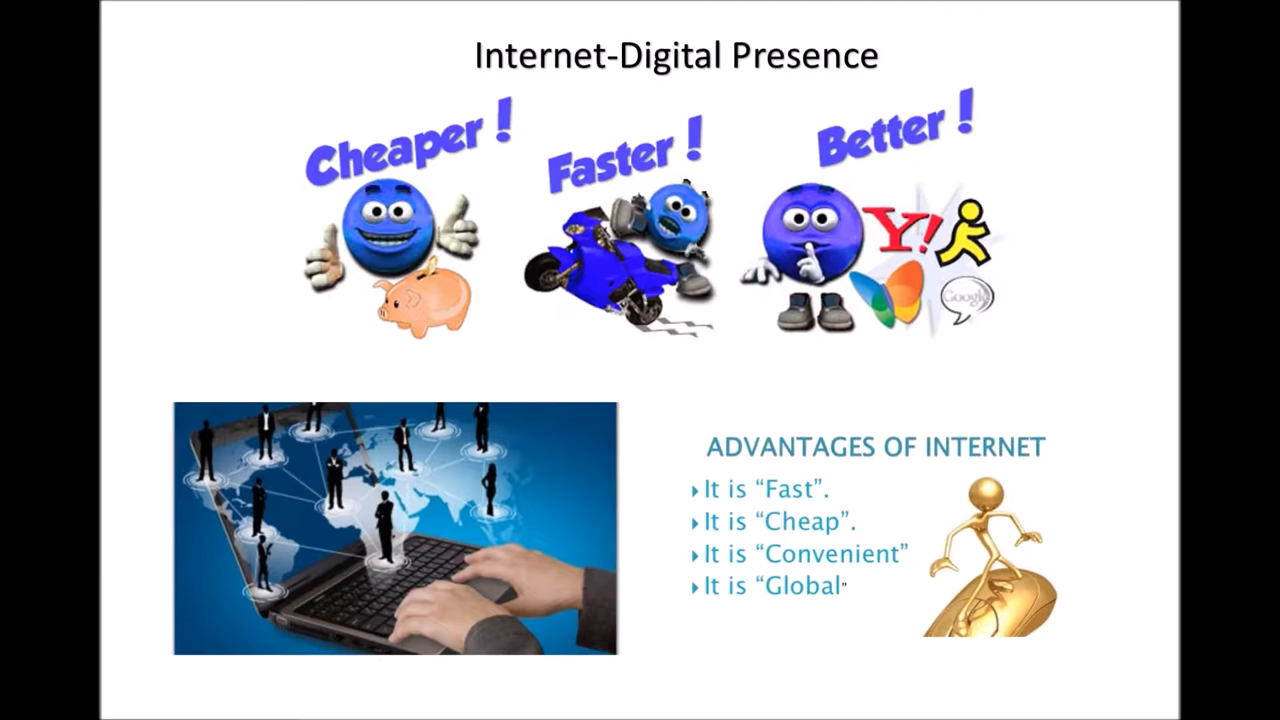 Internet-Digital Presence
Cheaper!
Faster!
Better!
Y!
Google
ADVANTAGES OF INTERNET
It is “Fast”.
It is “Cheap”.
It is “Convenient”
It is “Global”